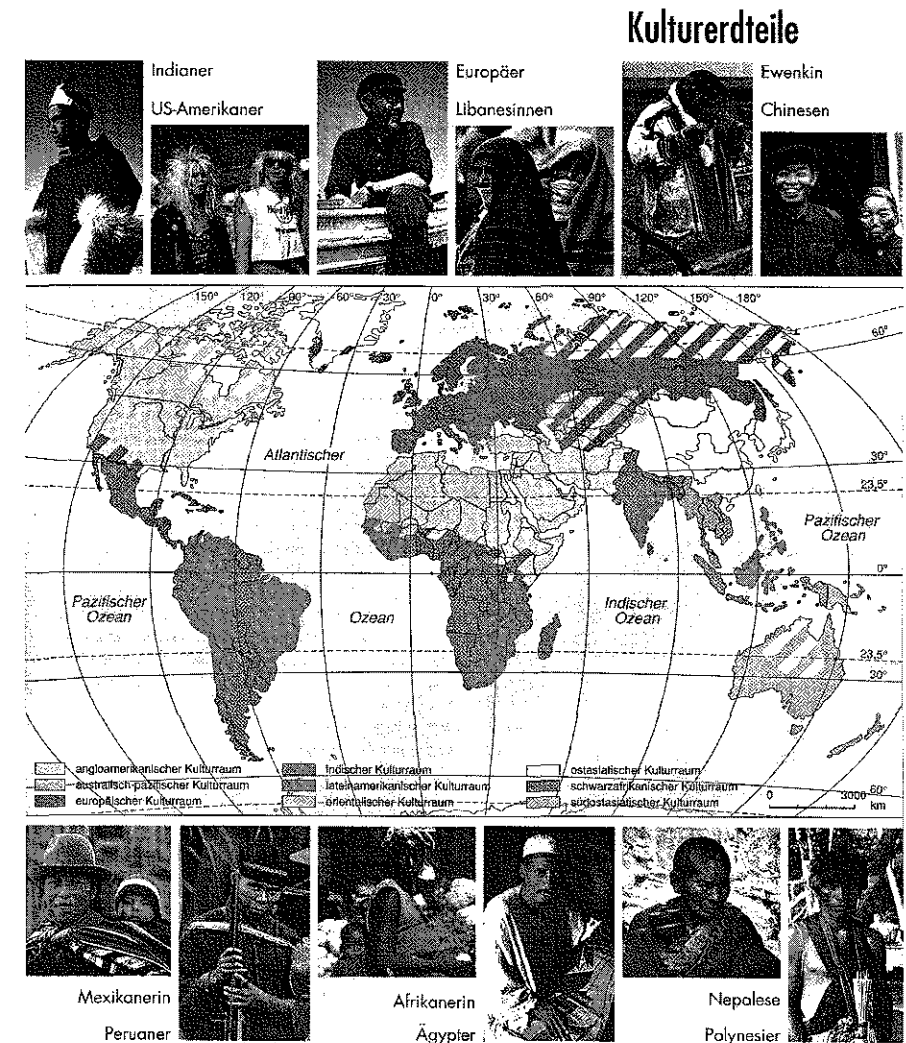 Kulturerdteile
Indianer
US-Amerikaner
Europäer
Libanesinnen
Ewenkin
Chinesen
150° 120° 90° 60° 30° 0° 30° 60° 90° 120° 150° 180°
60°
Atlantischer
30°
23,5°
Pazifischer
Ozean
0°
Pazifischer
Ozean
Ozean
Indischer
Ozean
23,5°
30°
angloamerikanischer Kulturraum
australisch-pazifischer Kulturraum
europäischer Kulturraum
indischer Kulturraum
lateinamerikanischer Kulturraum
orientalischer Kulturraum
ostasiatischer Kulturraum
schwarzafrikanischer Kulturraum
südostasiatischer Kulturraum
0 3000
km
60°
Mexikanerin
Peruaner
Afrikanerin
Ägypter
Nepalese
Polynesier